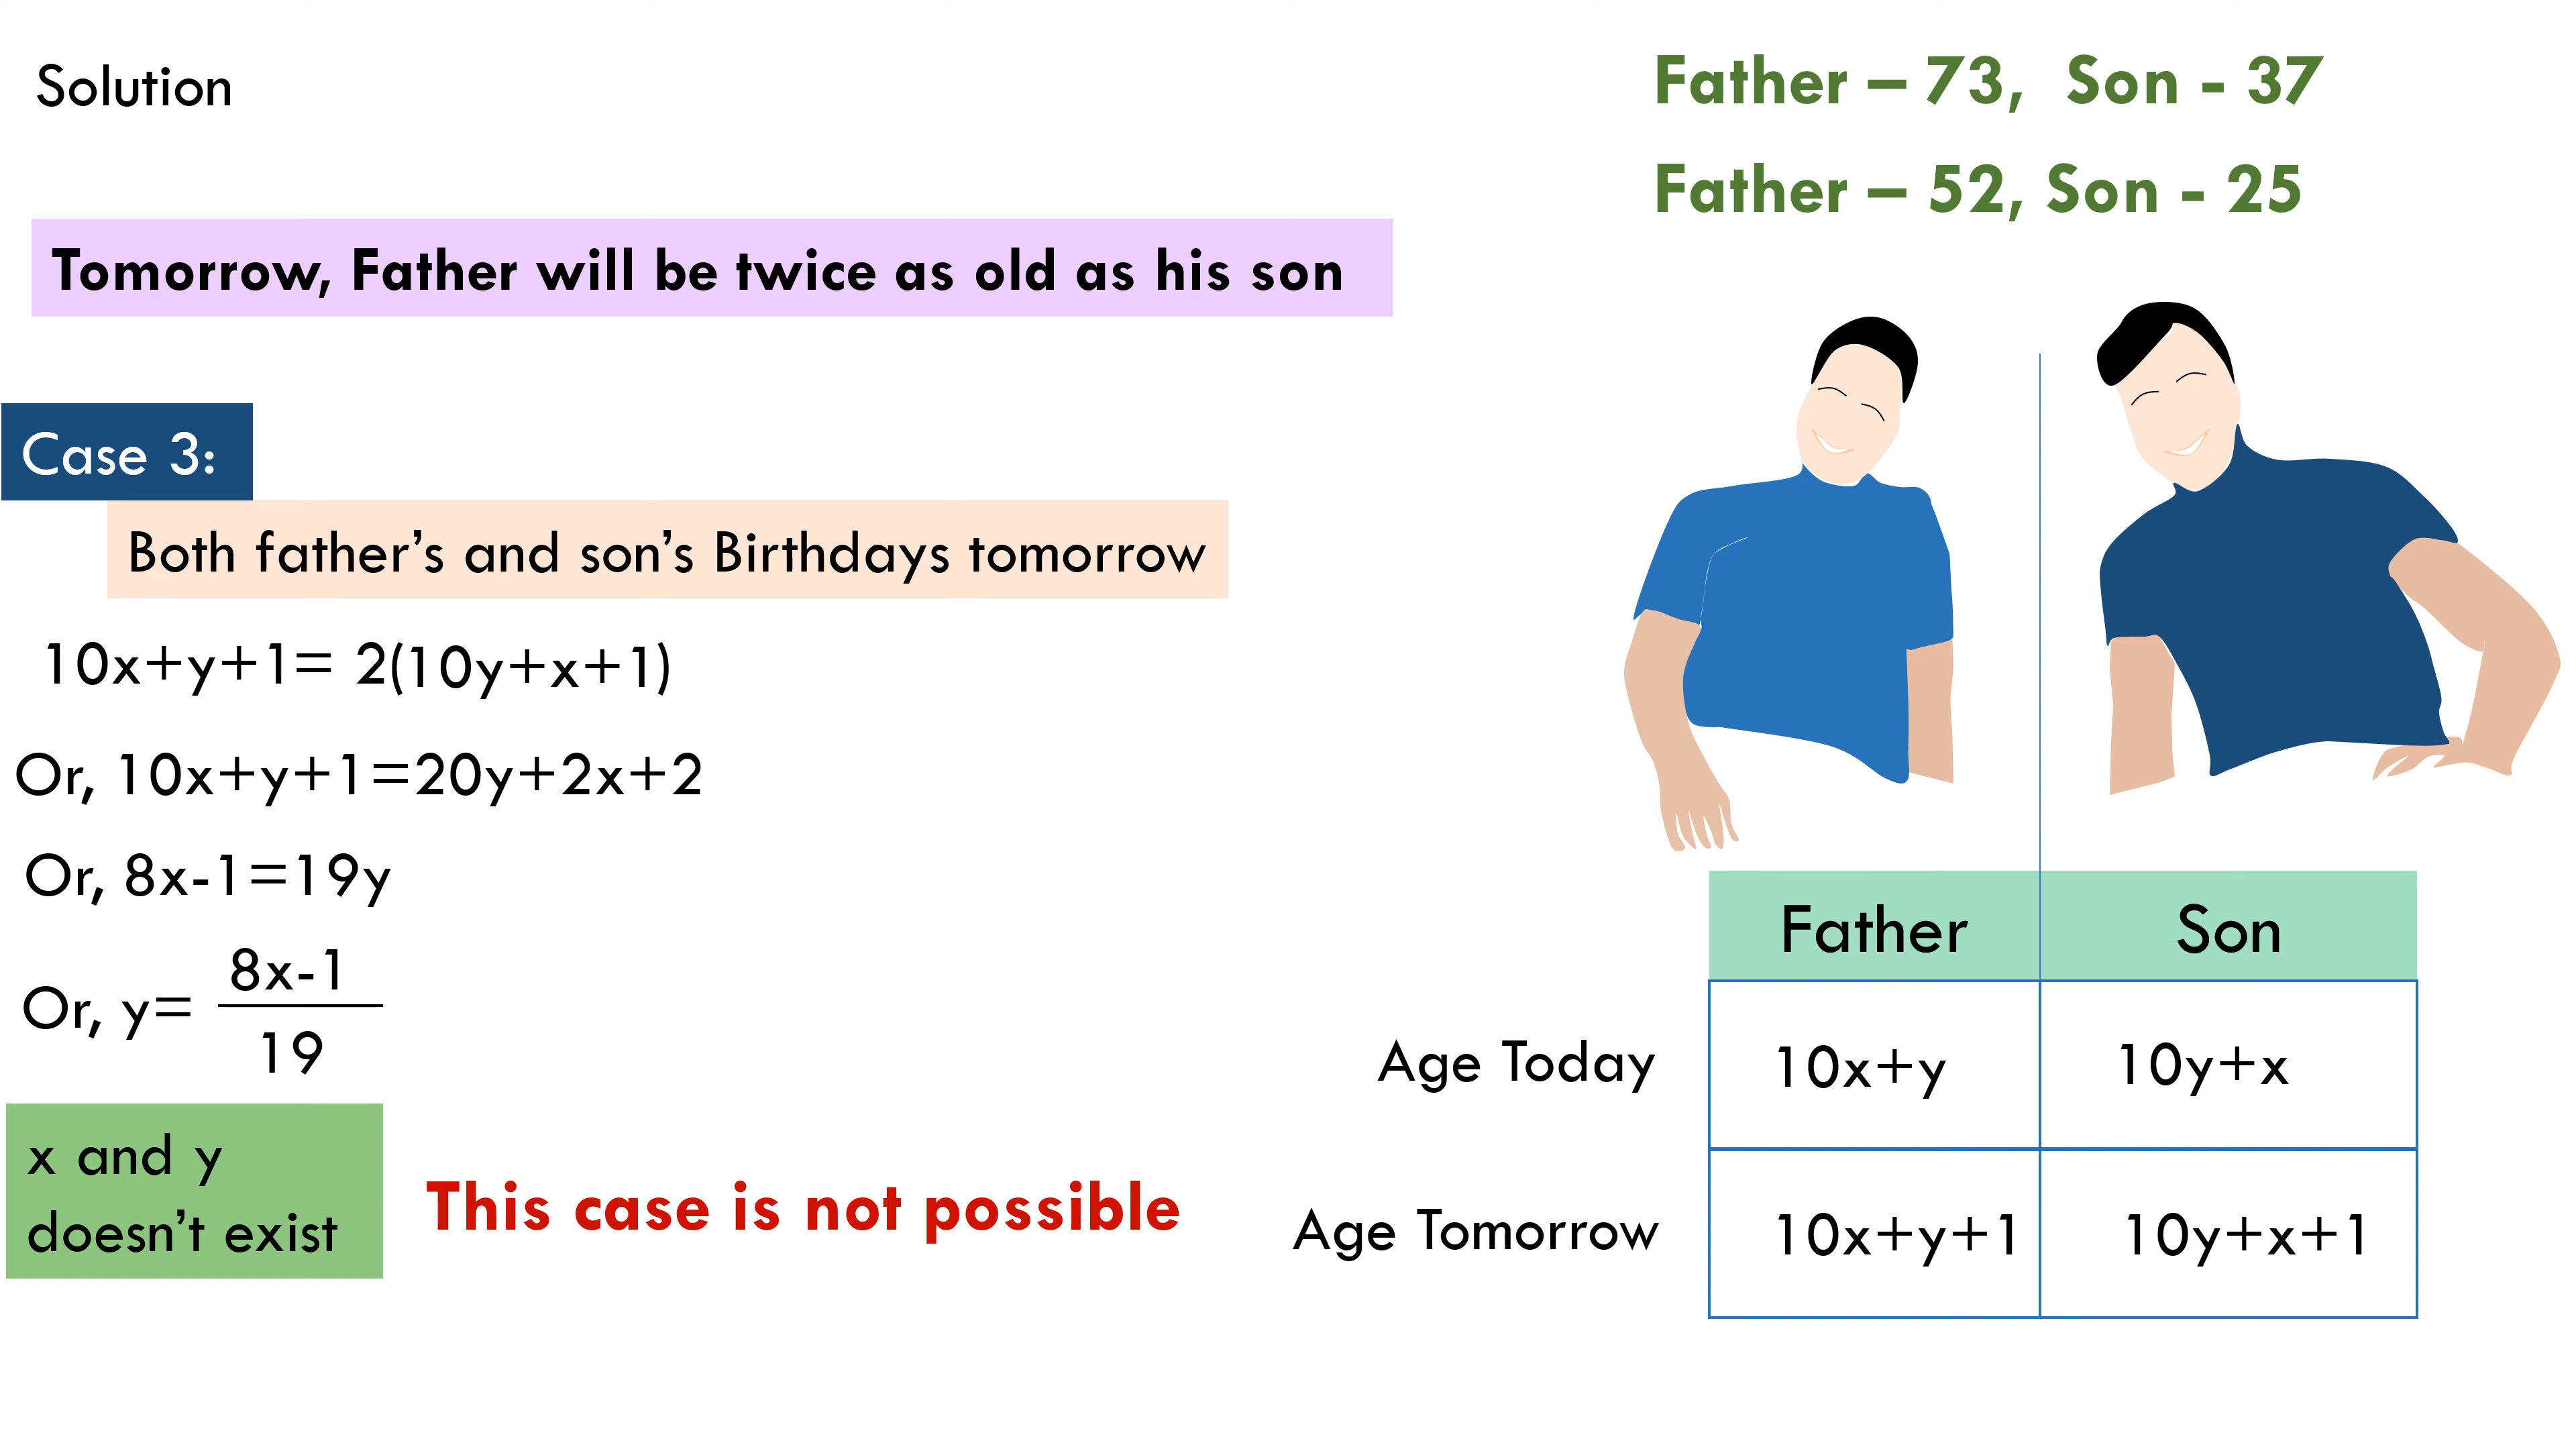 Solution
Father – 73, Son - 37
Father – 52, Son - 25
Tomorrow, Father will be twice as old as his son
Case 3:
Both father’s and son’s Birthdays tomorrow
10x+y+1= 2(10y+x+1)
Or, 10x+y+1=20y+2x+2
Or, 8x-1=19y
Or, y= 8x-1
19
x and y
doesn’t exist
This case is not possible
Father Son
Age Today 10x+y 10y+x
Age Tomorrow 10x+y+1 10y+x+1